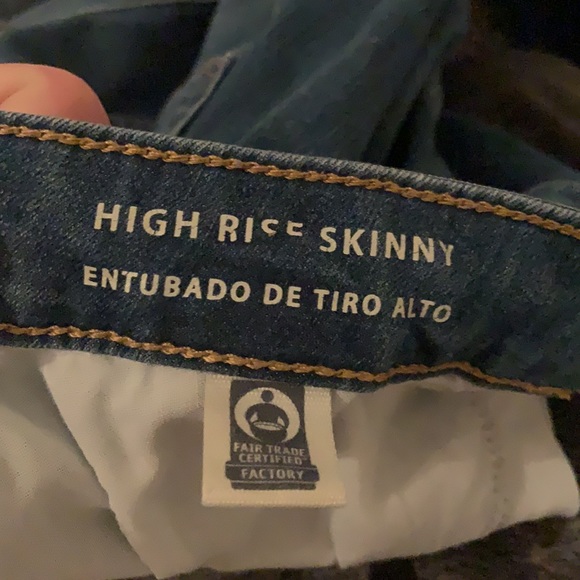 HIGH RISE SKINNY
ENTUBADO DE TIRO ALTO
FAIR TRADE
CERTIFIED
FACTORY